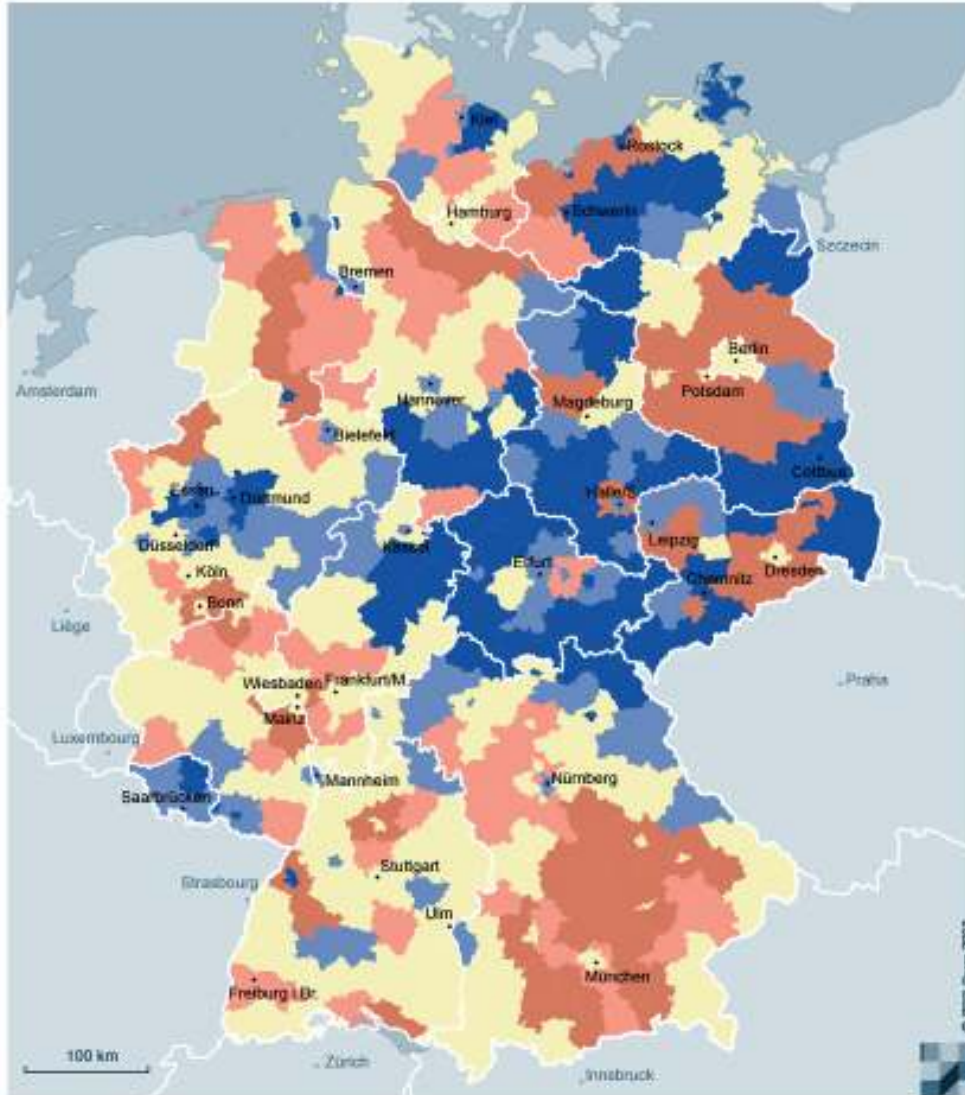 Kiel
Rostock
Schwerin
Hamburg
Szczecin
Bremen
Berlin
Amsterdam
Hannover
Magdeburg
Potsdam
Bielefeld
Cottbus
Essen
Dortmund
Halle/S.
Düsseldorf
Kassel
Leipzig
Erfurt
Dresden
Köln
Chemnitz
Bonn
Liège
Wiesbaden
Frankfurt/M.
Praha
Mainz
Luxembourg
Mannheim
Nürnberg
Saarbrücken
Stuttgart
Strasbourg
Ulm
München
Freiburg i.Br.
100 km
Zürich
Innsbruck